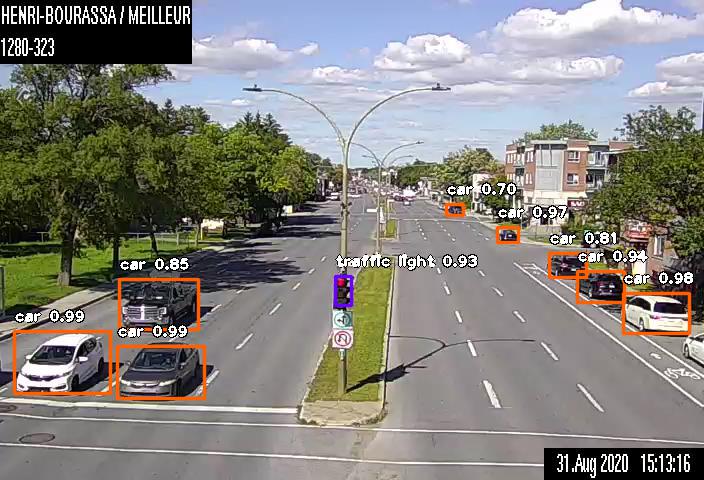 HENRI-BOURASSA / MEILLEUR
1280-323
car 0.70
car 0.97
car 0.81
car 0.94
traffic light 0.93
car 0.85
car 0.98
car 0.99
car 0.99
31.Aug 2020 15:13:16